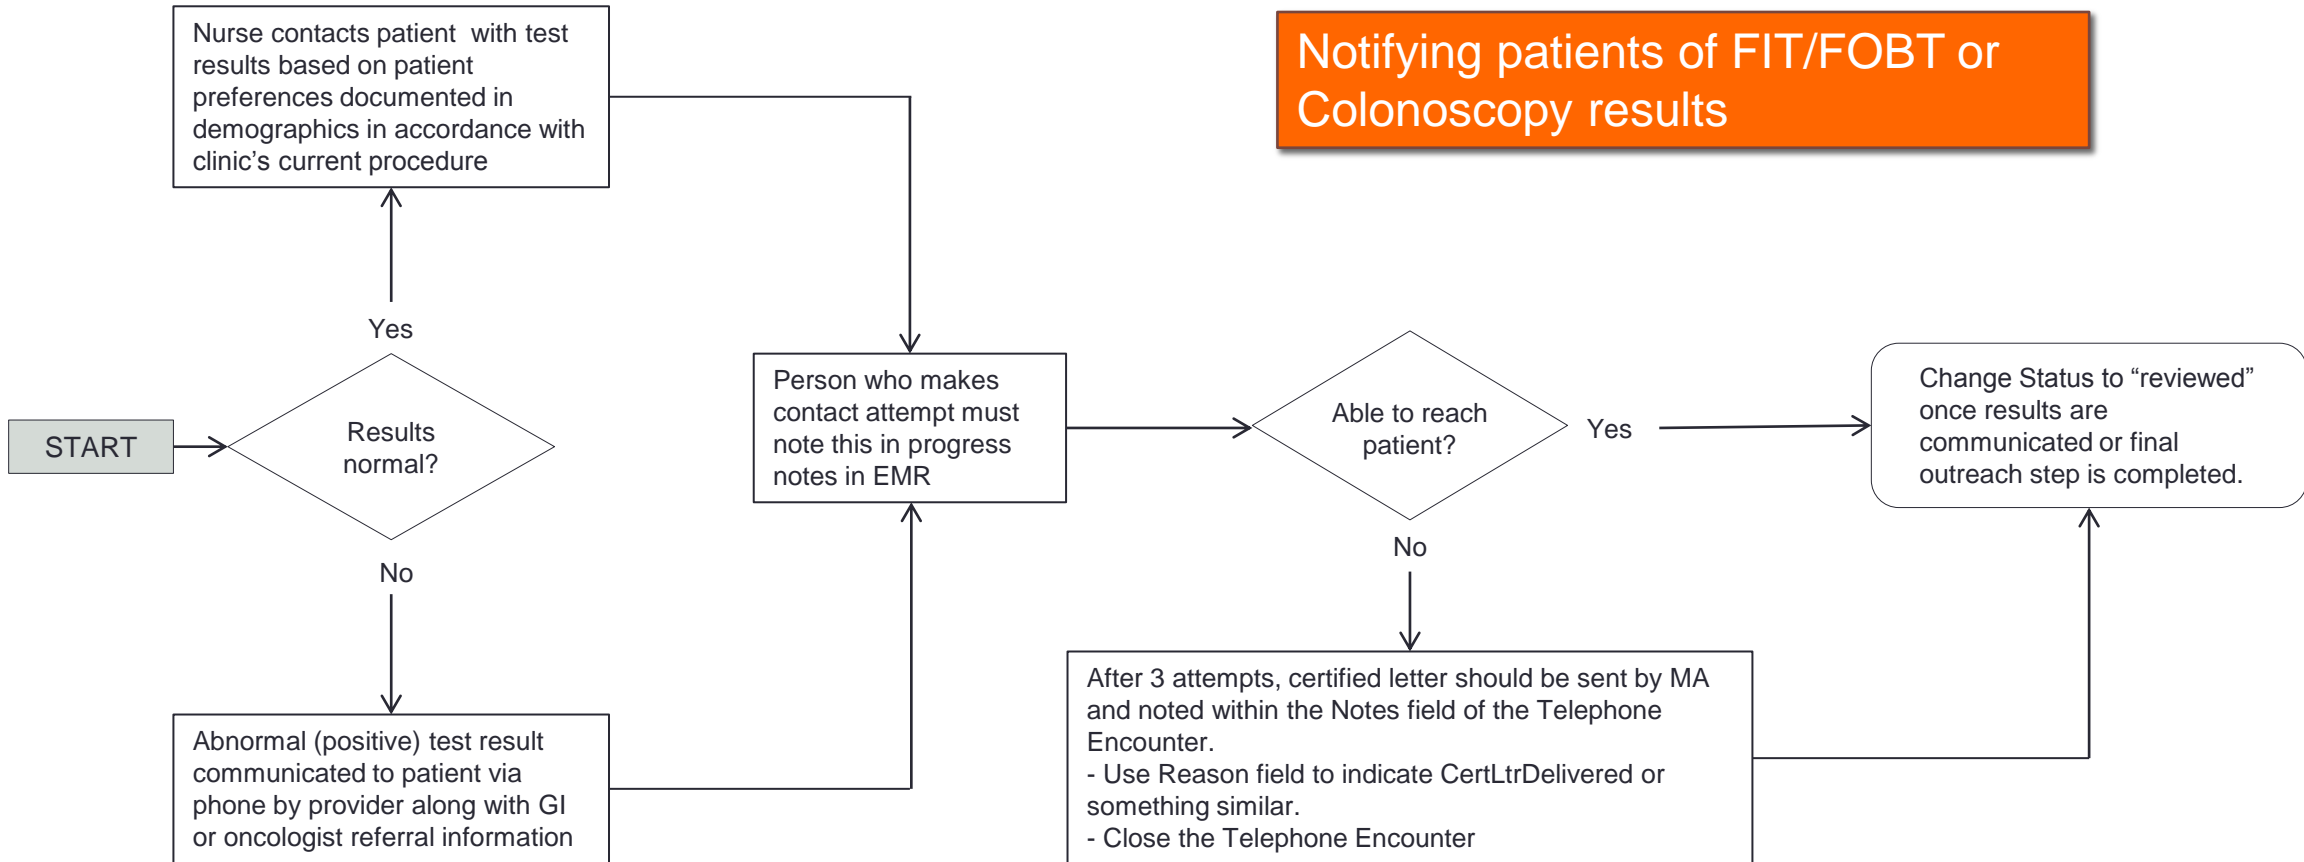 Notifying patients of FIT/FOBT or
Colonoscopy results
Nurse contacts patient  with test
results based on patient
preferences documented in
demographics in accordance with
clinic’s current procedure
Yes
START
Results
normal?
No
Abnormal (positive) test result
communicated to patient via
phone by provider along with GI
or oncologist referral information
Person who makes
contact attempt must
note this in progress
notes in EMR
Able to reach
patient?
Yes
No
After 3 attempts, certified letter should be sent by MA
and noted within the Notes field of the Telephone
Encounter.
- Use Reason field to indicate CertLtrDelivered or
something similar.
- Close the Telephone Encounter
Change Status to “reviewed”
once results are
communicated or final
outreach step is completed.